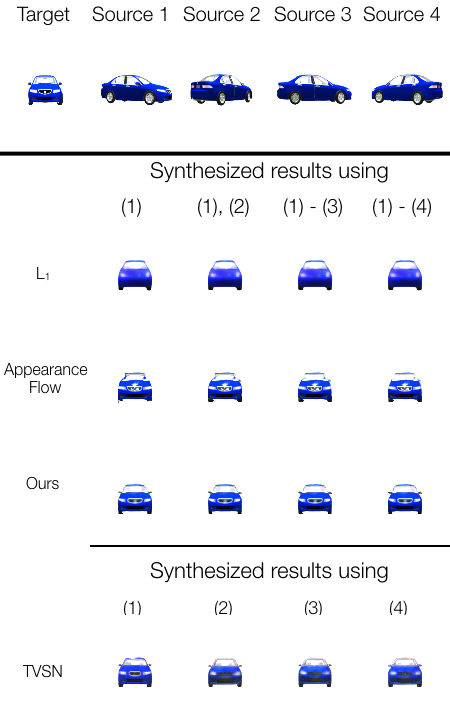 Target Source 1 Source 2 Source 3 Source 4
Synthesized results using
(1) (1), (2) (1) - (3) (1) - (4)
L₁
Appearance
Flow
Ours
Synthesized results using
(1) (2) (3) (4)
TVSN